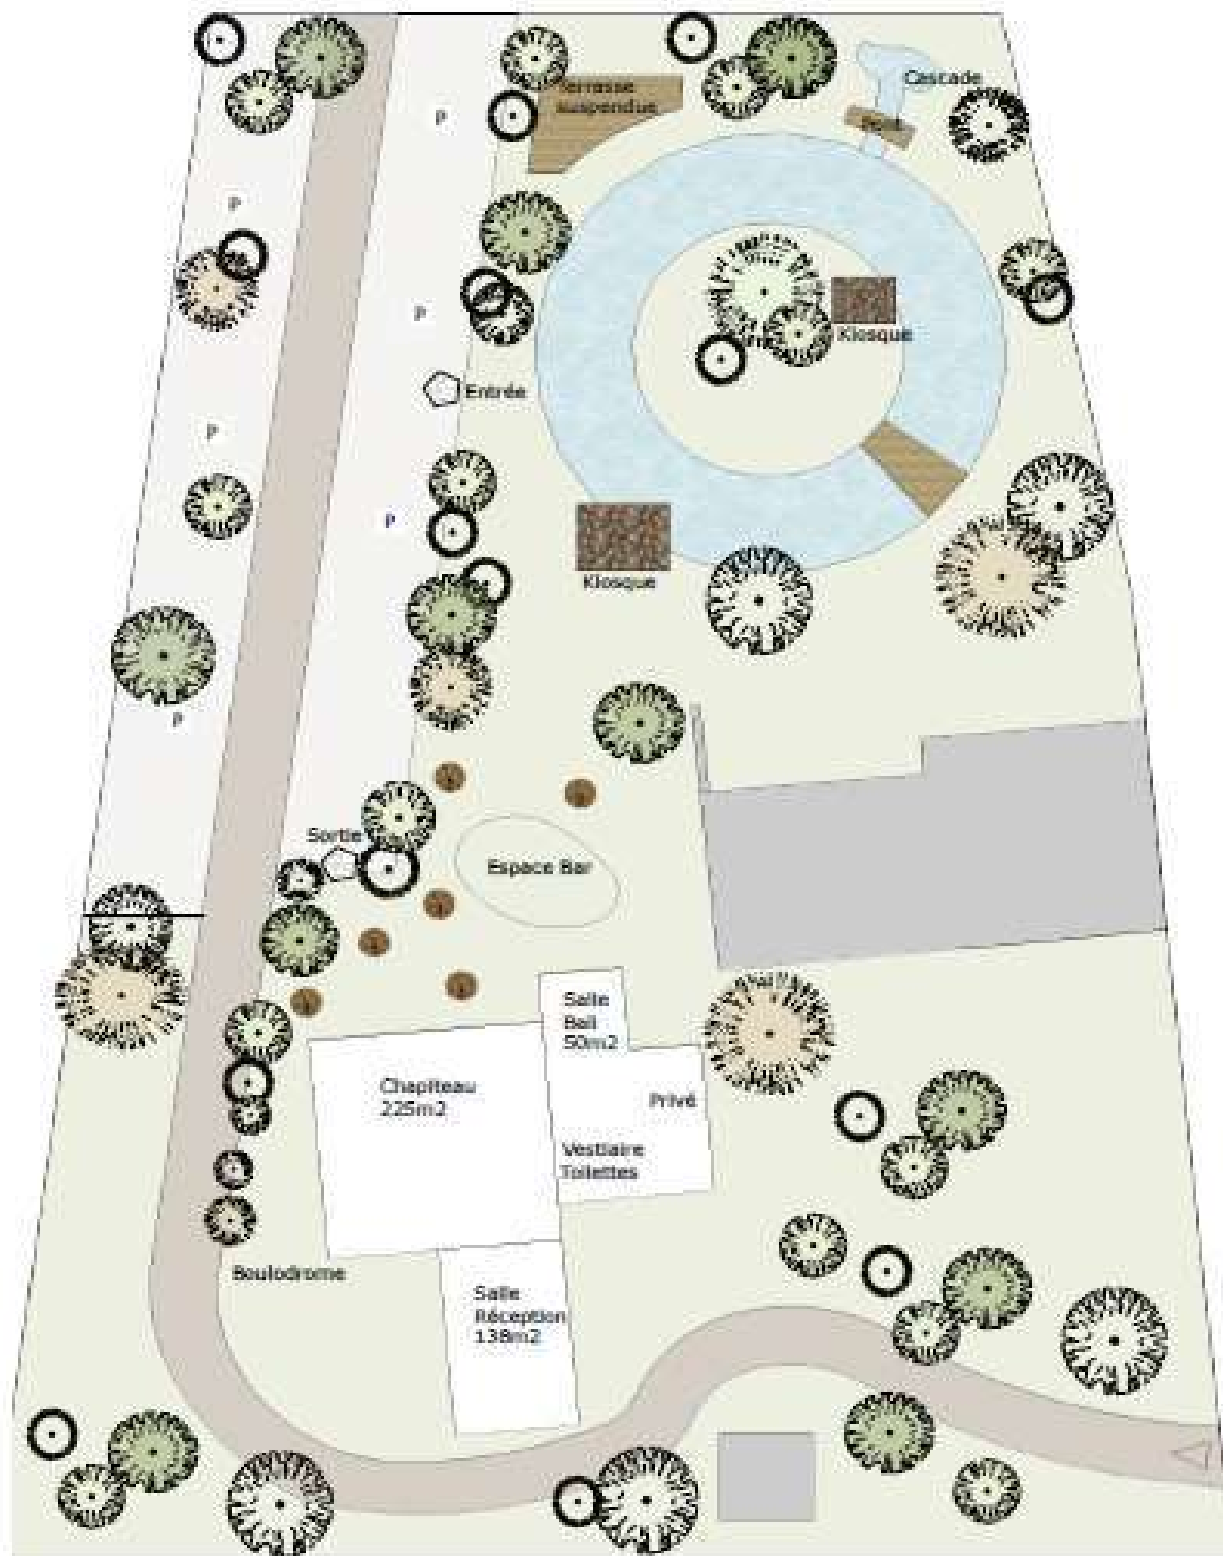 Terrasse
suspendue
Cascade
P
P
P
Kiosque
Entrée
P
P
Kiosque
P
Sortie
Espace Bar
Salle
Bali
50m2
Chapiteau
225m2
Privé
Vestiaire
Toilettes
Boulodrome
Salle
Réception
138m2